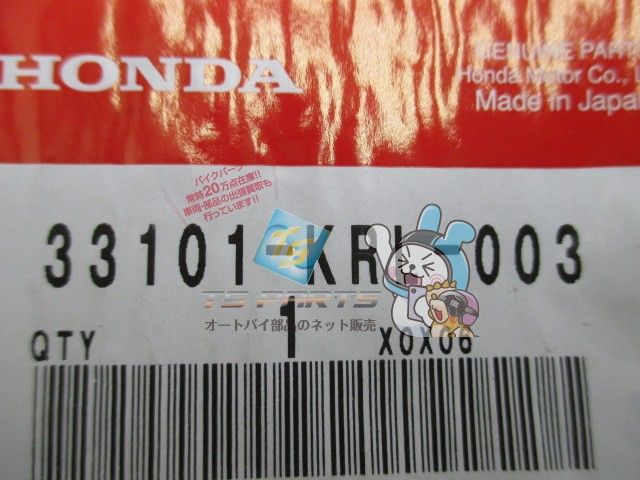 HONDA
GENUINE PARTS
Honda Motor Co.,
Made in Japan
バイクパーツ
常時20万点在庫!!
車両・部品の出張買取も
行っています!!
33101-KR 003
TS
TS PARTS
オートバイ部品のネット販売
QTY 1 X0X06